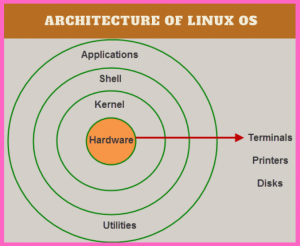 ARCHITECTURE OF LINUX OS
Applications
Shell
Kernel
Hardware
Terminals
Printers
Disks
Utilities